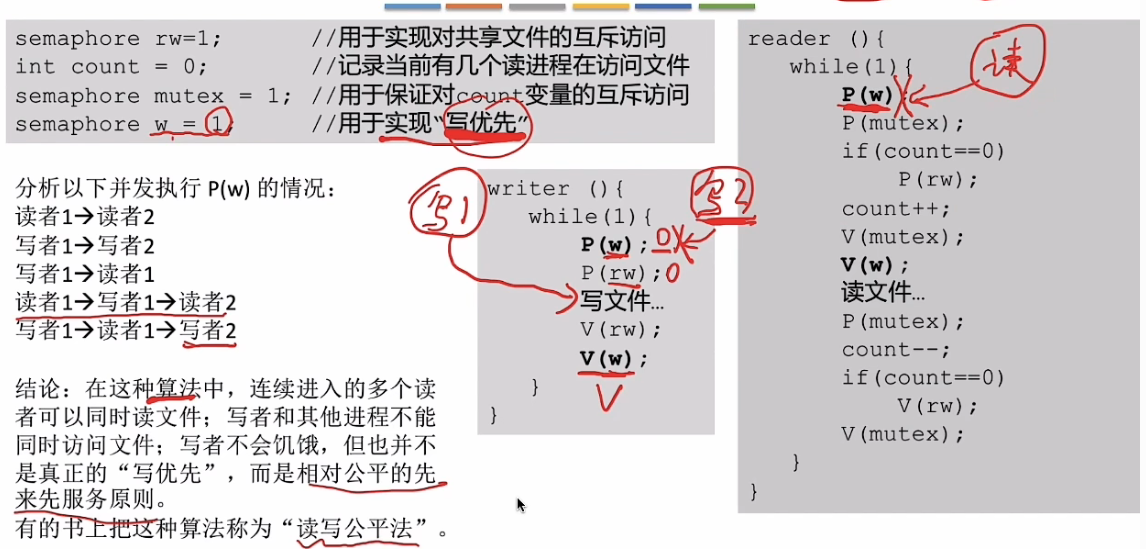 semaphore rw=1; //用于实现对共享文件的互斥访问
int count = 0; //记录当前有几个读进程在访问文件
semaphore mutex = 1; //用于保证对count变量的互斥访问
semaphore w = 1; //用于实现“写优先”
分析以下并发执行 P(w) 的情况：
读者1→读者2
写者1→写者2
写者1→读者1
读者1→写者1→读者2
写者1→读者1→写者2
结论：在这种算法中，连续进入的多个读
者可以同时读文件；写者和其他进程不能
同时访问文件；写者不会饥饿，但也并不
是真正的“写优先”，而是相对公平的先
来先服务原则。
有的书上把这种算法称为“读写公平法”。
写1
写2
writer (){
while(1){
P(w); 0
P(rw); 0
写文件…
V(rw);
V(w);
V
}
}
reader (){
while(1){
读
P(w);
P(mutex);
if(count==0)
P(rw);
count++;
V(mutex);
V(w);
读文件…
P(mutex);
count--;
if(count==0)
V(rw);
V(mutex);
}
}